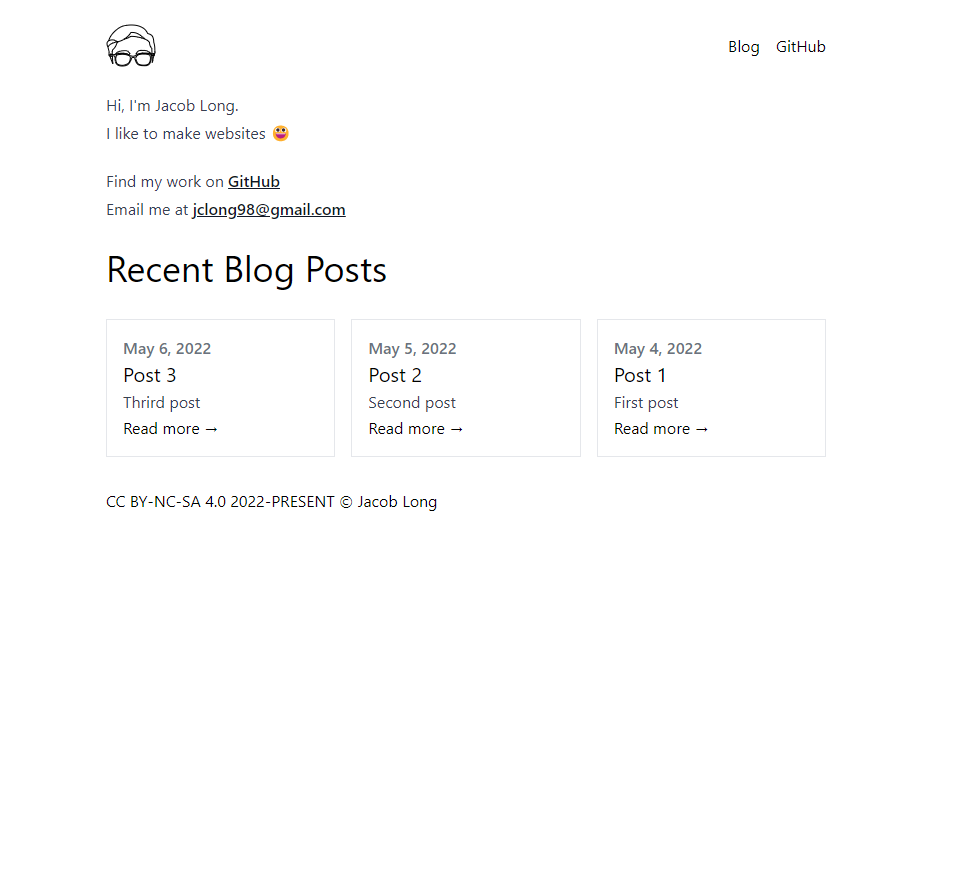 Blog GitHub
Hi, I'm Jacob Long.
I like to make websites 😀
Find my work on GitHub
Email me at jclong98@gmail.com
Recent Blog Posts
May 6, 2022
Post 3
Thrird post
Read more →
May 5, 2022
Post 2
Second post
Read more →
May 4, 2022
Post 1
First post
Read more →
CC BY-NC-SA 4.0 2022-PRESENT © Jacob Long